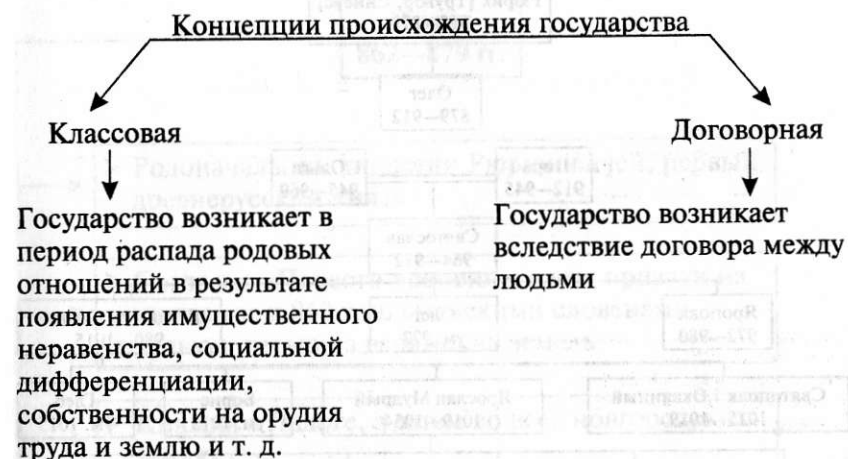 Концепции происхождения государства
Классовая
Договорная
Государство возникает в
период распада родовых
отношений в результате
появления имущественного
неравенства, социальной
дифференциации,
собственности на орудия
труда и землю и т. д.
Государство возникает
вследствие договора между
людьми